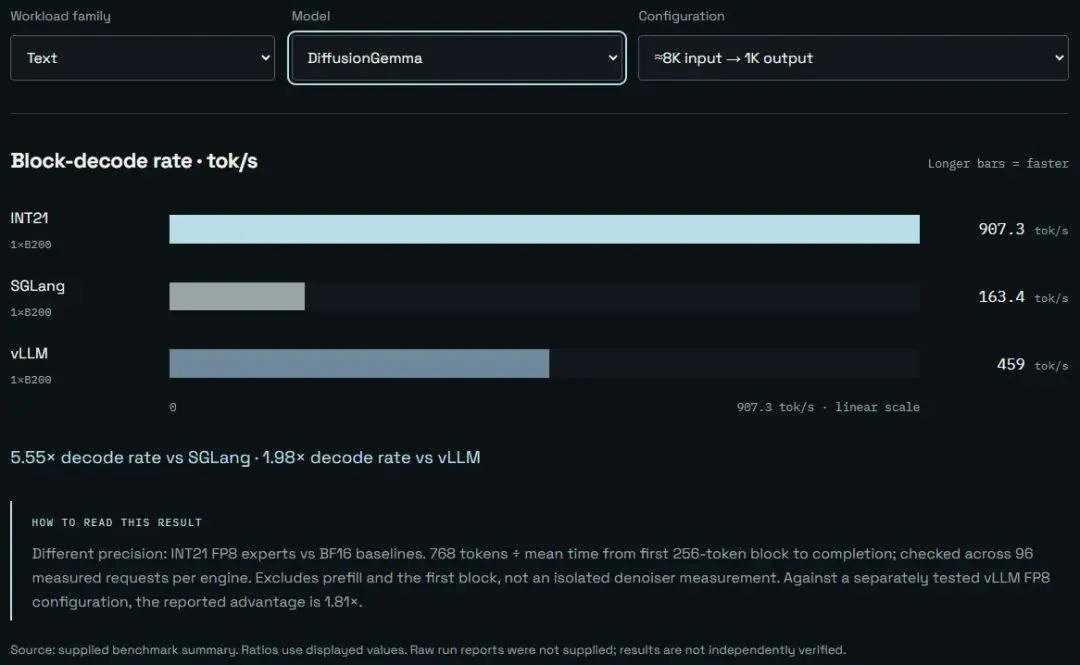 Workload family
Model
Configuration
Text
DiffusionGemma
≈8K input → 1K output
Block-decode rate · tok/s
Longer bars = faster
INT21
1×B200
907.3 tok/s
SGLang
1×B200
163.4 tok/s
vLLM
1×B200
459 tok/s
0
907.3 tok/s · linear scale
5.55× decode rate vs SGLang · 1.98× decode rate vs vLLM
HOW TO READ THIS RESULT
Different precision: INT21 FP8 experts vs BF16 baselines. 768 tokens ÷ mean time from first 256-token block to completion; checked across 96
measured requests per engine. Excludes prefill and the first block, not an isolated denoiser measurement. Against a separately tested vLLM FP8
configuration, the reported advantage is 1.81×.
Source: supplied benchmark summary. Ratios use displayed values. Raw run reports were not supplied; results are not independently verified.